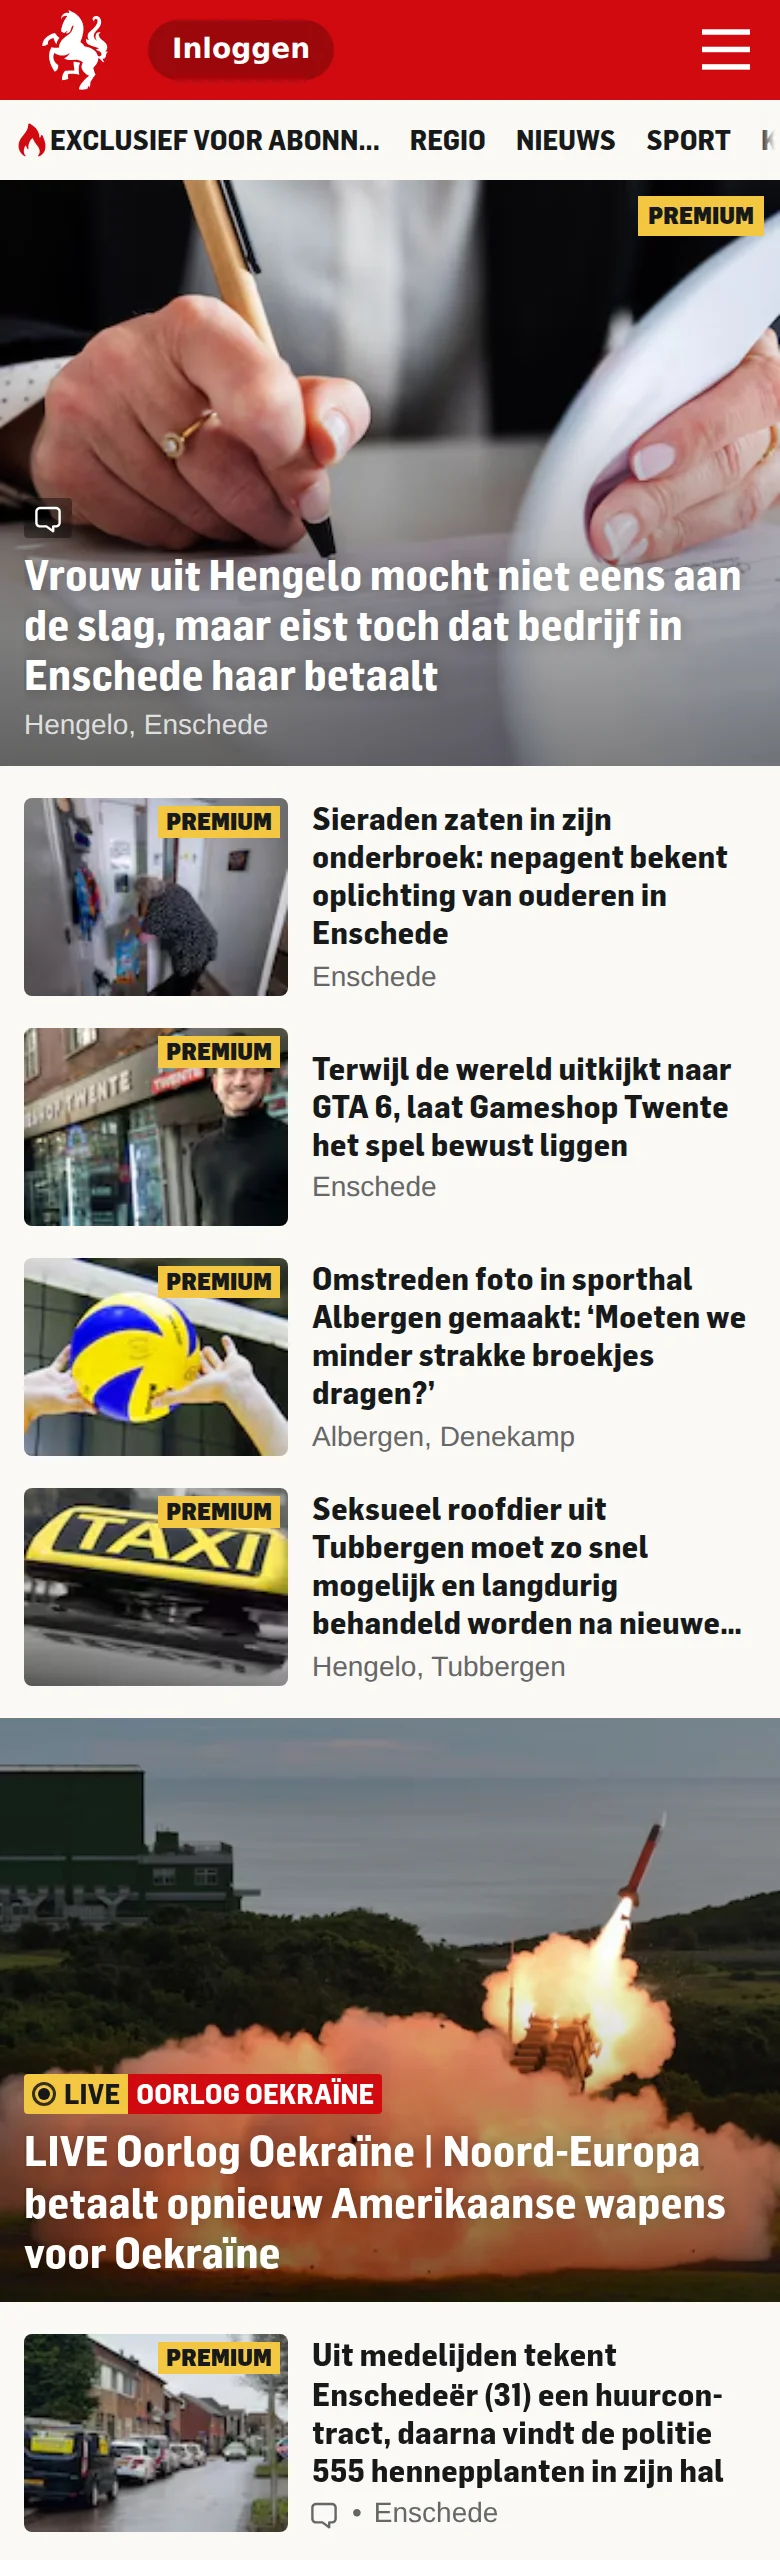 Inloggen
EXCLUSIEF VOOR ABONN... REGIO NIEUWS SPORT
PREMIUM
Vrouw uit Hengelo mocht niet eens aan
de slag, maar eist toch dat bedrijf in
Enschede haar betaalt
Hengelo, Enschede
PREMIUM
Sieraden zaten in zijn
onderbroek: nepagent bekent
oplichting van ouderen in
Enschede
Enschede
PREMIUM
SHOP TWENTE
Terwijl de wereld uitkijkt naar
GTA 6, laat Gameshop Twente
het spel bewust liggen
Enschede
PREMIUM
Omstreden foto in sporthal
Albergen gemaakt: ‘Moeten we
minder strakke broekjes
dragen?’
Albergen, Denekamp
PREMIUM
TAXI
Seksueel roofdier uit
Tubbergen moet zo snel
mogelijk en langdurig
behandeld worden na nieuwe...
Hengelo, Tubbergen
LIVE OORLOG OEKRAÏNE
LIVE Oorlog Oekraïne | Noord-Europa
betaalt opnieuw Amerikaanse wapens
voor Oekraïne
PREMIUM
Uit medelijden tekent
Enschedeër (31) een huurcon-
tract, daarna vindt de politie
555 hennepplanten in zijn hal
• Enschede